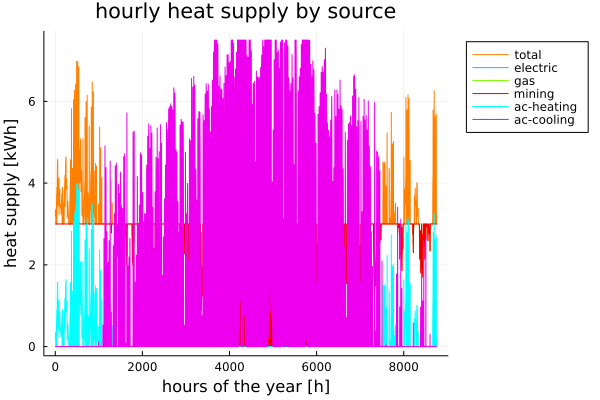 hourly heat supply by source
heat supply [kWh]
6
4
2
0
0
2000
4000
6000
8000
hours of the year [h]
total
electric
gas
mining
ac-heating
ac-cooling